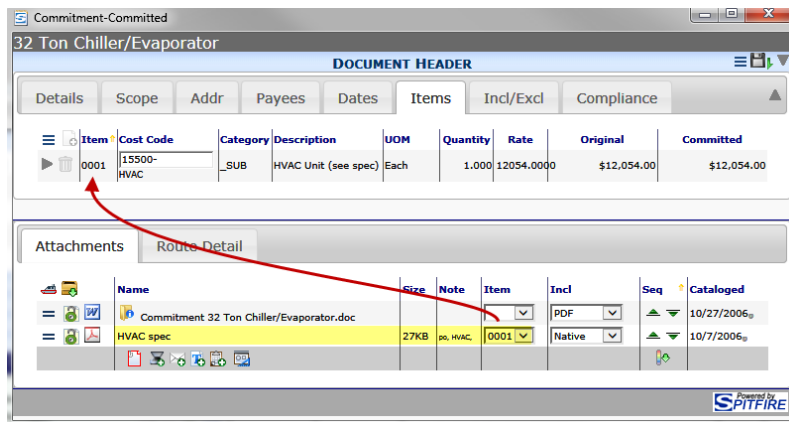 Commitment-Committed
32 Ton Chiller/Evaporator
DOCUMENT HEADER
Details Scope Addr Payees Dates Items Incl/Excl Compliance
Item Cost Code Category Description UOM Quantity Rate Original Committed
0001 15500- _SUB HVAC Unit (see spec) Each 1.000 12054.0000 $12,054.00 $12,054.00
HVAC
Attachments Route Detail
Name Size Note Item Incl Seq Cataloged
Commitment 32 Ton Chiller/Evaporator.doc PDF 10/27/2006
HVAC spec 27KB po, HVAC, 0001 Native 10/7/2006
Powered by
SPITFIRE